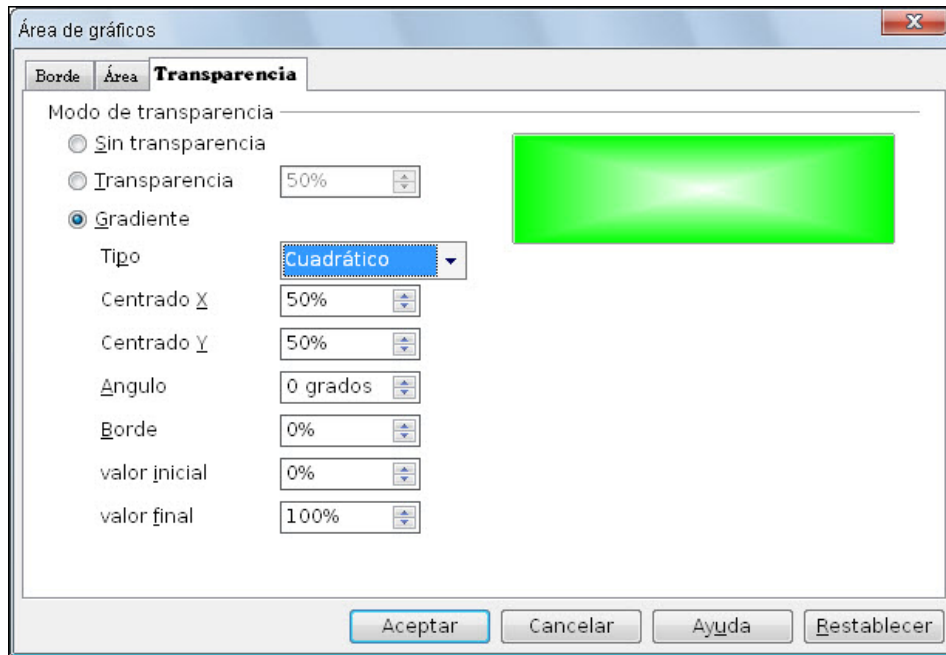 Área de gráficos
Borde Área Transparencia
Modo de transparencia
Sin transparencia
Transparencia 50%
Gradiente
Tipo Cuadrático
Centrado X 50%
Centrado Y 50%
Angulo 0 grados
Borde 0%
valor inicial 0%
valor final 100%
Aceptar Cancelar Ayuda Restablecer